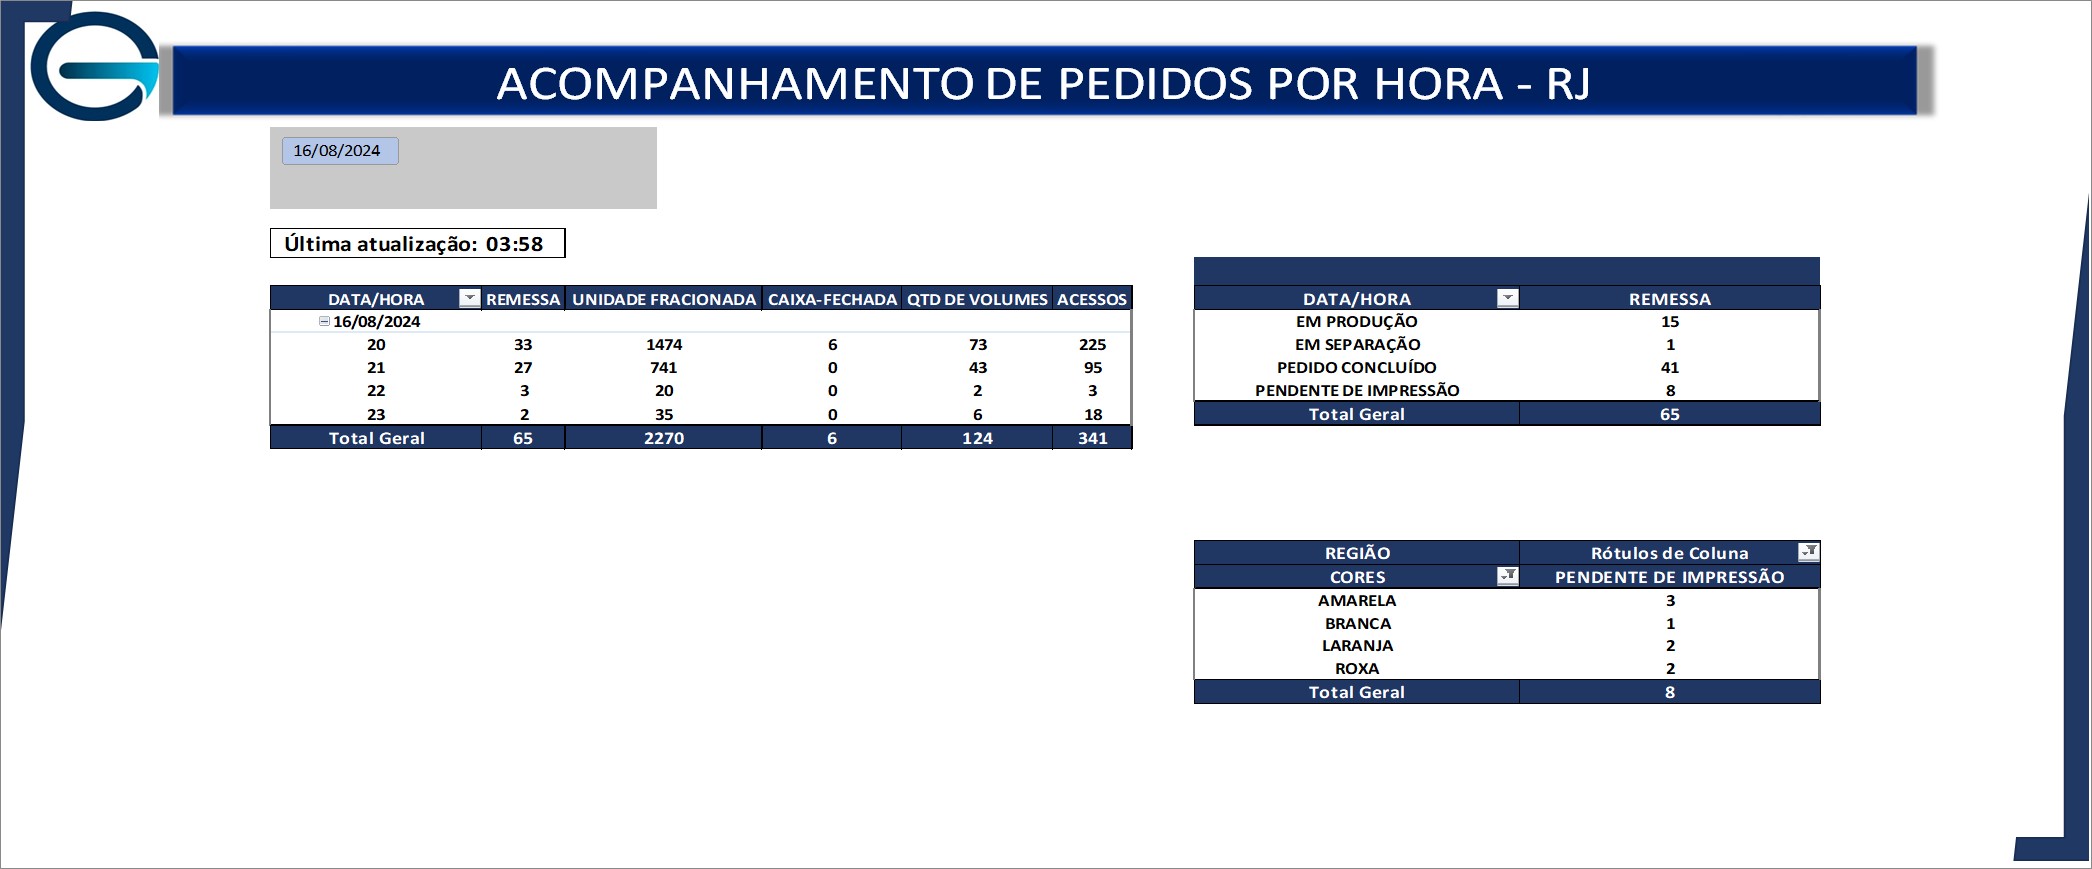 ACOMPANHAMENTO DE PEDIDOS POR HORA - RJ
16/08/2024
Última atualização: 03:58
DATA/HORA REMESSA UNIDADE FRACIONADA CAIXA-FECHADA QTD DE VOLUMES ACESSOS
16/08/2024
20 33 1474 6 73 225
21 27 741 0 43 95
22 3 20 0 2 3
23 2 35 0 6 18
Total Geral 65 2270 6 124 341
DATA/HORA REMESSA
EM PRODUÇÃO 15
EM SEPARAÇÃO 1
PEDIDO CONCLUÍDO 41
PENDENTE DE IMPRESSÃO 8
Total Geral 65
REGIÃO Rótulos de Coluna
CORES PENDENTE DE IMPRESSÃO
AMARELA 3
BRANCA 1
LARANJA 2
ROXA 2
Total Geral 8